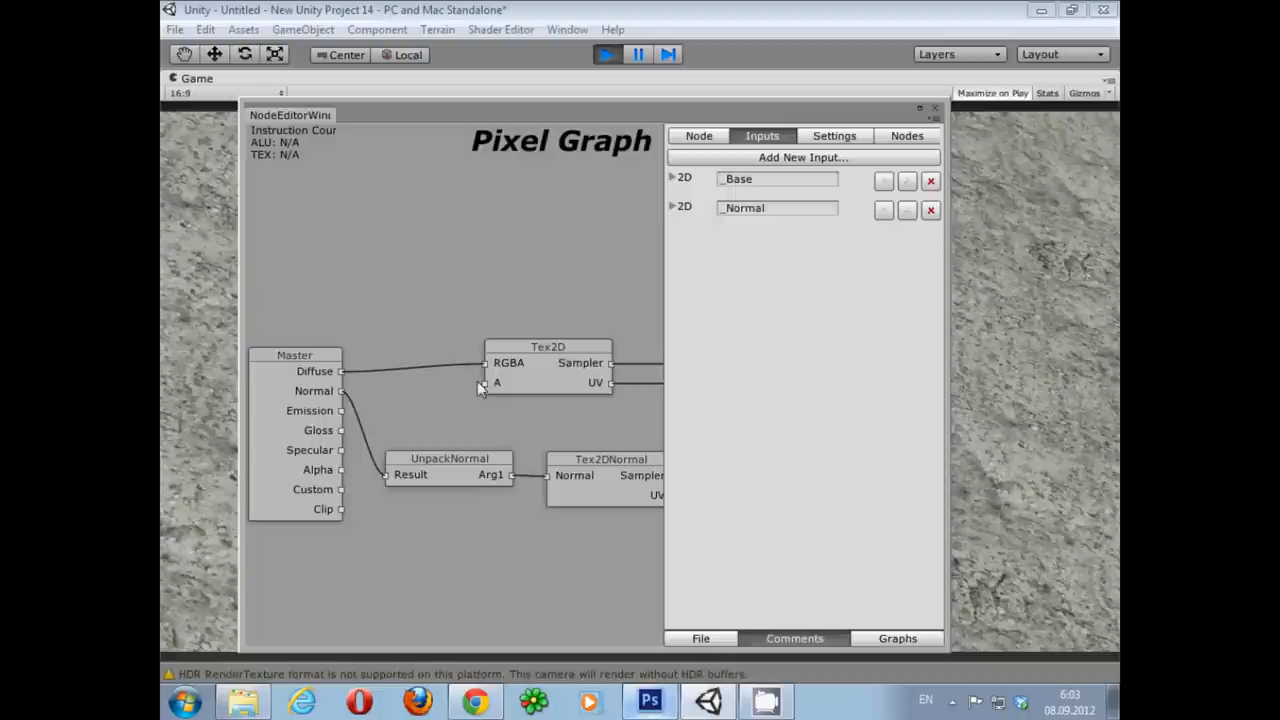 Unity - Untitled - New Unity Project 14 - PC and Mac Standalone*
File Edit Assets GameObject Component Terrain Shader Editor Window Help
Center Local Layers Layout
Game
16:9 Maximize on Play Stats Gizmos
NodeEditorWind
Instruction Cour
ALU: N/A
TEX: N/A
Pixel Graph
Node Inputs Settings Nodes
Add New Input...
2D _Base x
2D _Normal x
Master
Diffuse
Normal
Emission
Gloss
Specular
Alpha
Custom
Clip
Tex2D
RGBA Sampler
A UV
UnpackNormal
Result Arg1
Tex2DNormal
Normal Sampler
UV
File Comments Graphs
HDR RenderTexture format is not supported on this platform. This camera will render without HDR buffers.
Ps
EN
6:03
08.09.2012